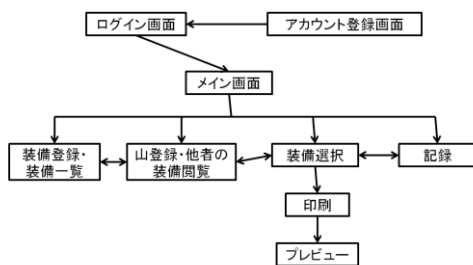 ログイン画面
アカウント登録画面
メイン画面
装備登録・
装備一覧
山登録・他者の
装備閲覧
装備選択
記録
印刷
プレビュー